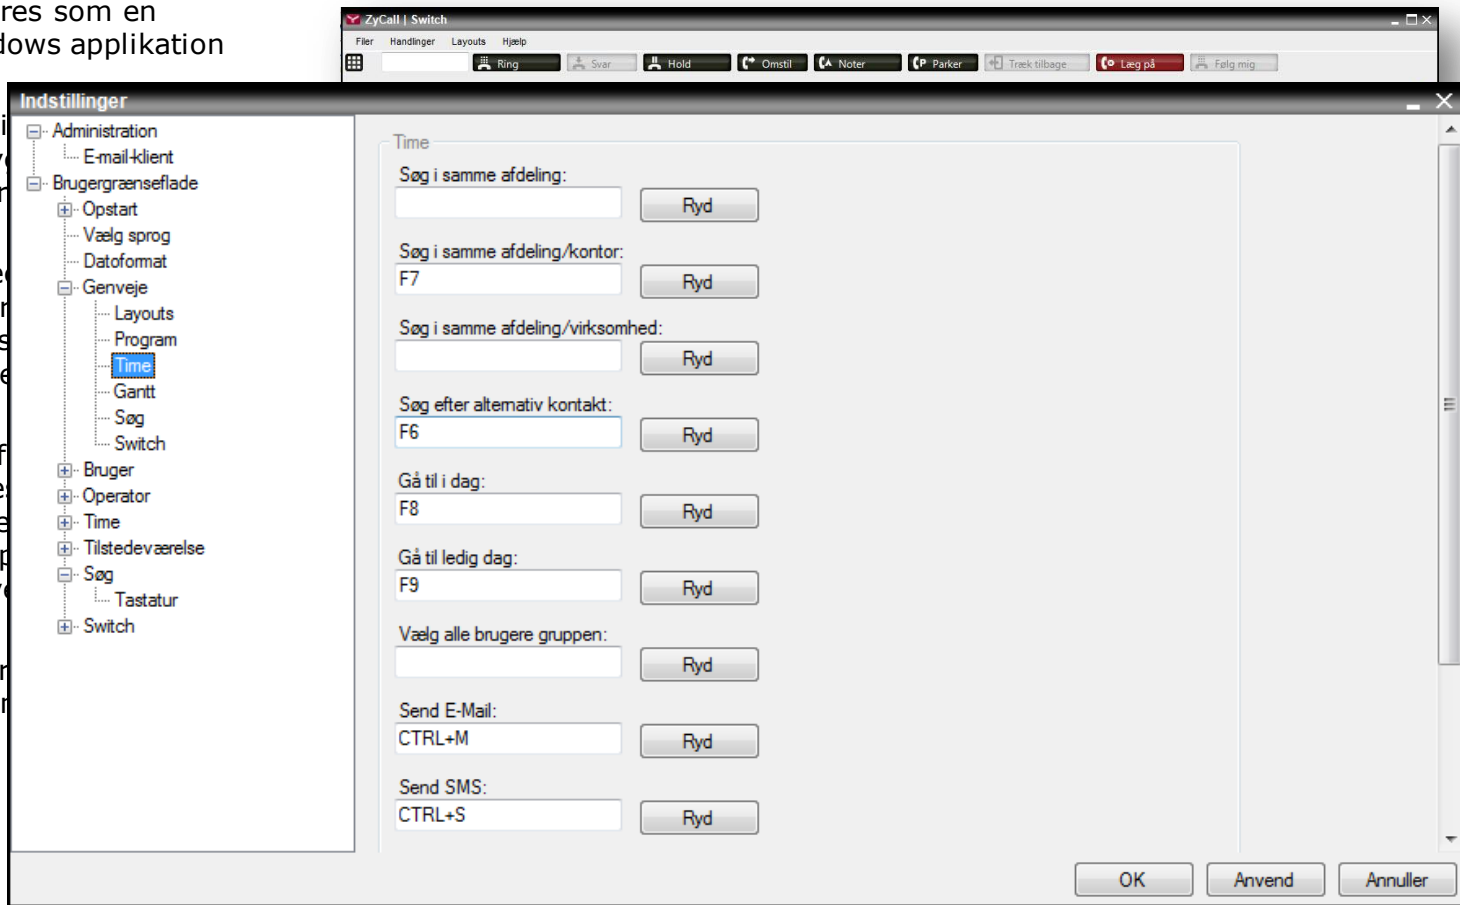 res som en
dows applikation
ZyCall | Switch
Filer Handlinger Layouts Hjælp
Ring Svar Hold Omstil Noter Parker Træk tilbage Læg på Følg mig
Indstillinger
Administration
E-mail-klient
Brugergrænseflade
Opstart
Vælg sprog
Datoformat
Genveje
Layouts
Program
Time
Gantt
Søg
Switch
Bruger
Operator
Time
Tilstedeværelse
Søg
Tastatur
Switch
Time
Søg i samme afdeling:
Ryd
Søg i samme afdeling/kontor:
F7 Ryd
Søg i samme afdeling/virksomhed:
Ryd
Søg efter alternativ kontakt:
F6 Ryd
Gå til i dag:
F8 Ryd
Gå til ledig dag:
F9 Ryd
Vælg alle brugere gruppen:
Ryd
Send E-Mail:
CTRL+M Ryd
Send SMS:
CTRL+S Ryd
OK Anvend Annuller